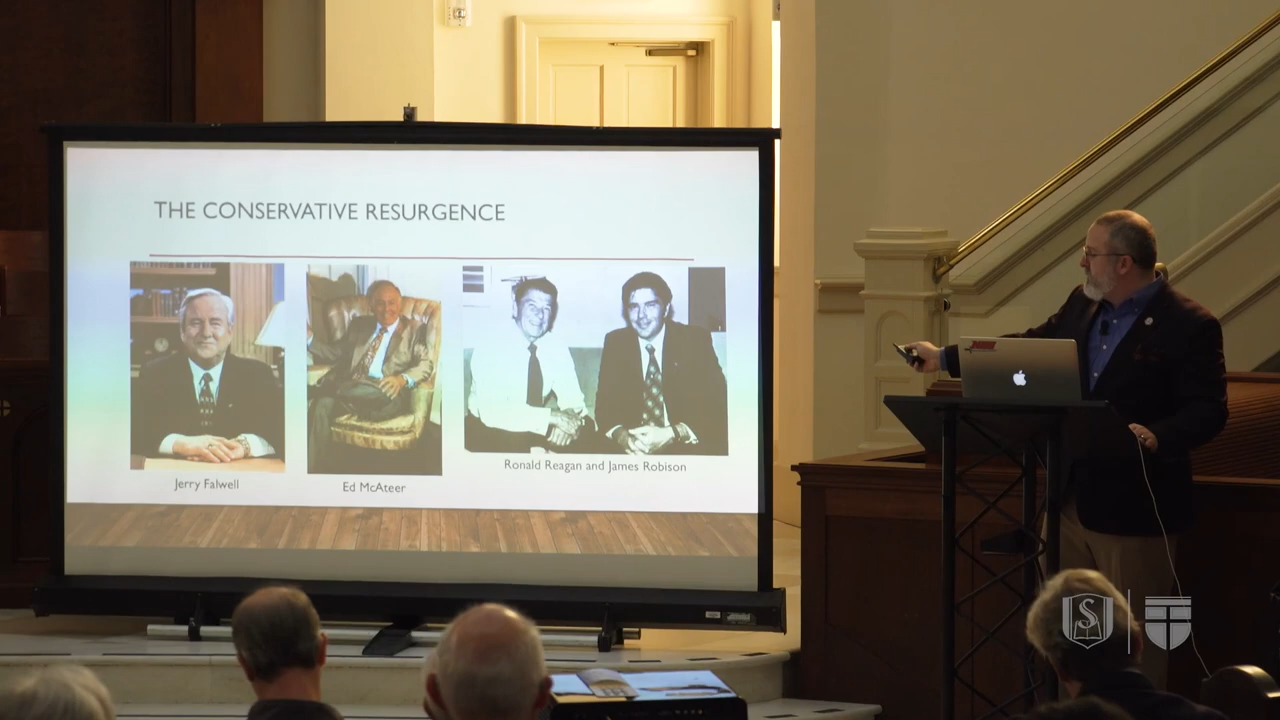 THE CONSERVATIVE RESURGENCE
Jerry Falwell
Ed McAteer
Ronald Reagan and James Robison
S